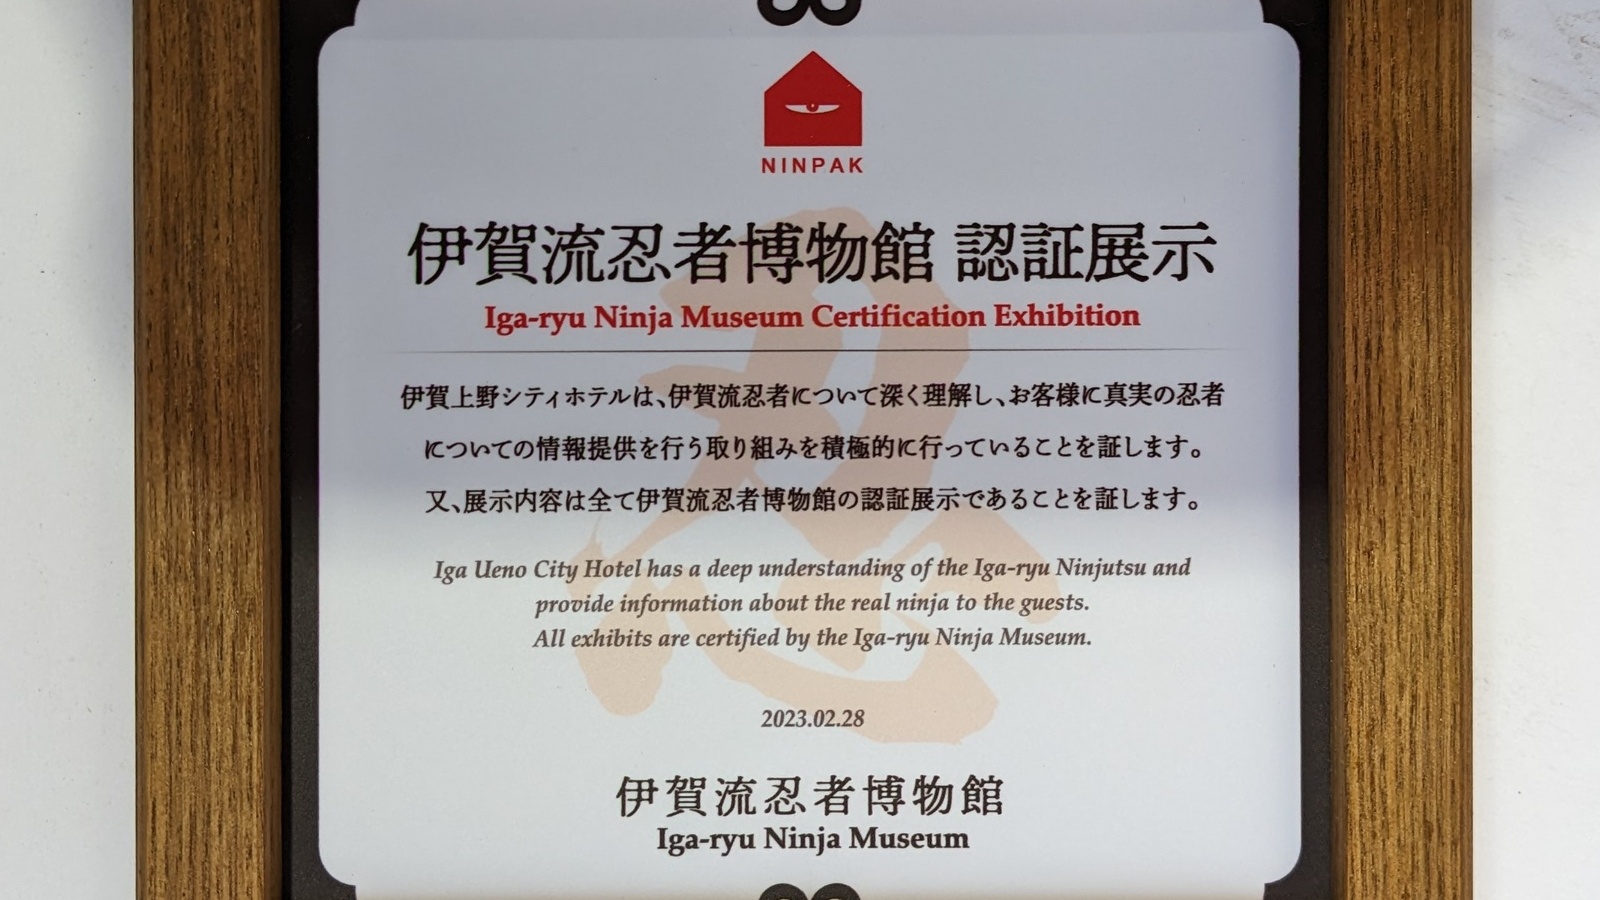 NINPAK
伊賀流忍者博物館 認証展示
Iga-ryu Ninja Museum Certification Exhibition
伊賀上野シティホテルは、伊賀流忍者について深く理解し、お客様に真実の忍者
についての情報提供を行う取り組みを積極的に行っていることを証します。
又、展示内容は全て伊賀流忍者博物館の認証展示であることを証します。
Iga Ueno City Hotel has a deep understanding of the Iga-ryu Ninjutsu and
provide information about the real ninja to the guests.
All exhibits are certified by the Iga-ryu Ninja Museum.
2023.02.28
伊賀流忍者博物館
Iga-ryu Ninja Museum
忍